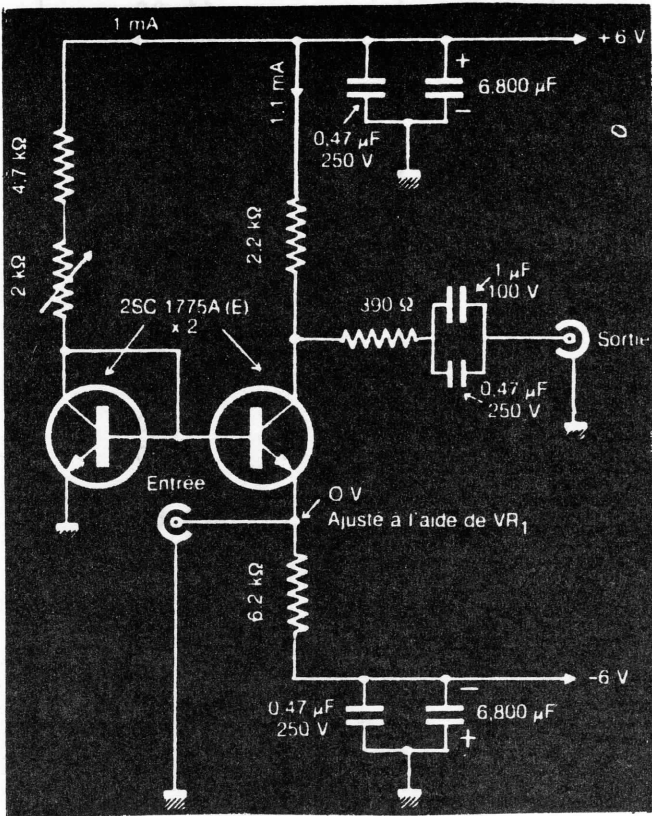 1 mA
+6 V
1,1 mA
0,47 µF
250 V
6,800 µF
4,7 kΩ
2 kΩ
2,2 kΩ
2SC 1775A (E)
x 2
390 Ω
1 µF
100 V
Sortie
0,47 µF
250 V
Entrée
0 V
Ajusté à l'aide de VR1
6,2 kΩ
-6 V
0,47 µF
250 V
6,800 µF